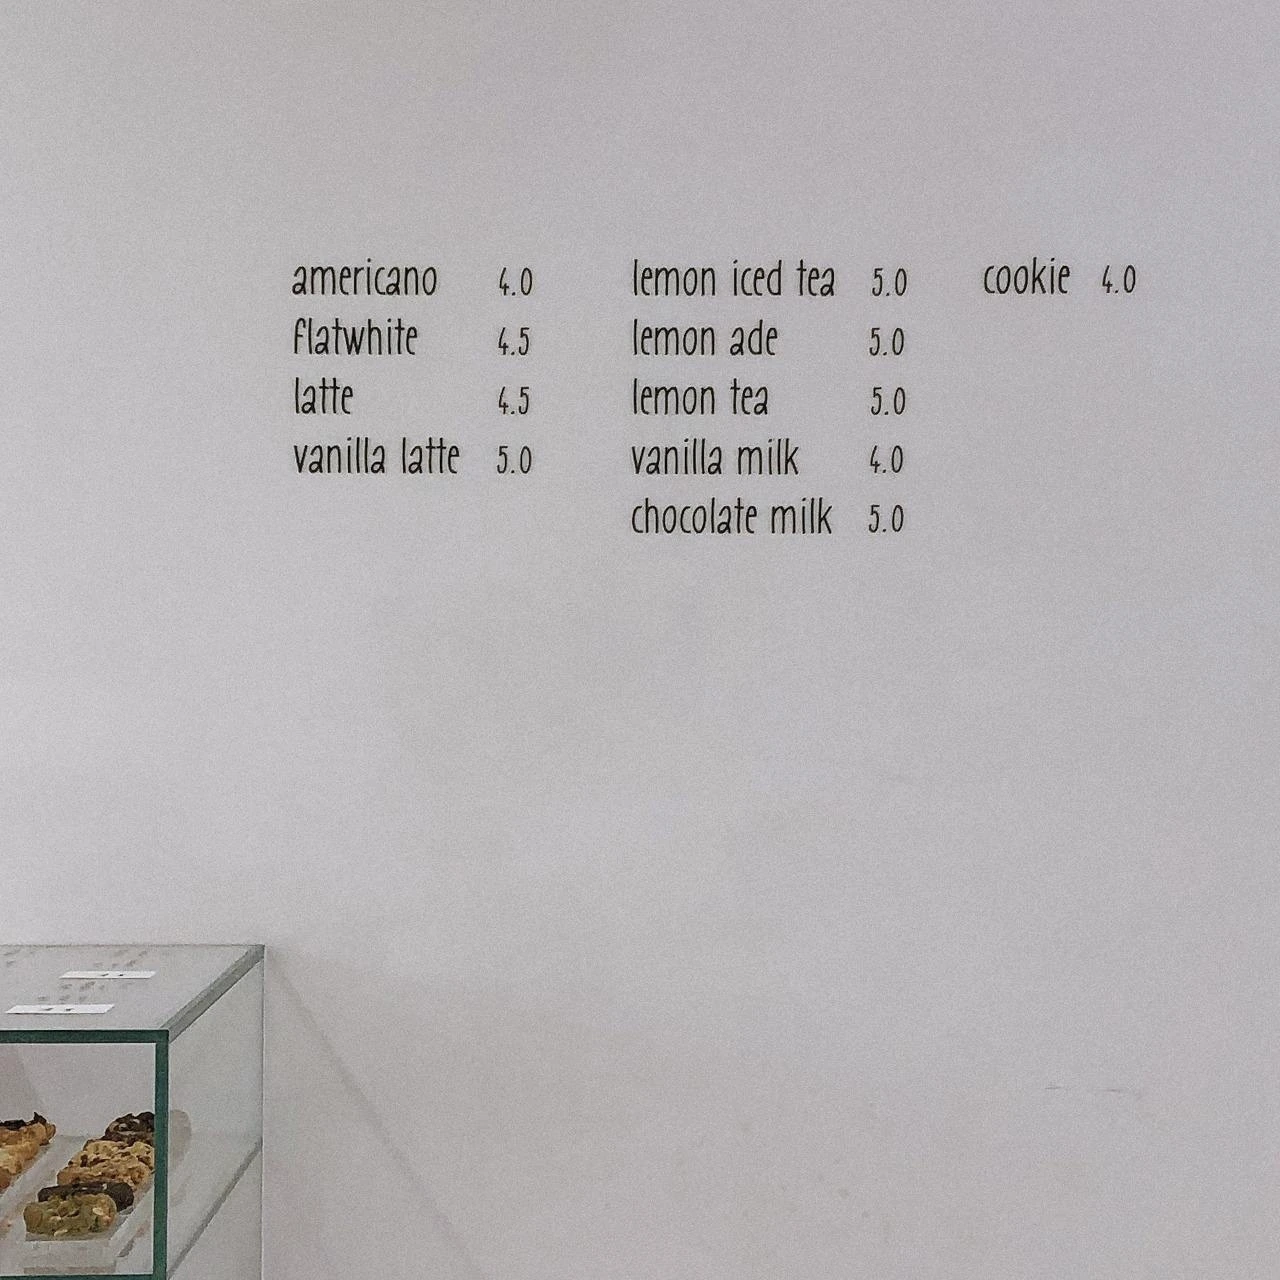 americano 4.0
flatwhite 4.5
latte 4.5
vanilla latte 5.0
lemon iced tea 5.0
lemon ade 5.0
lemon tea 5.0
vanilla milk 4.0
chocolate milk 5.0
cookie 4.0